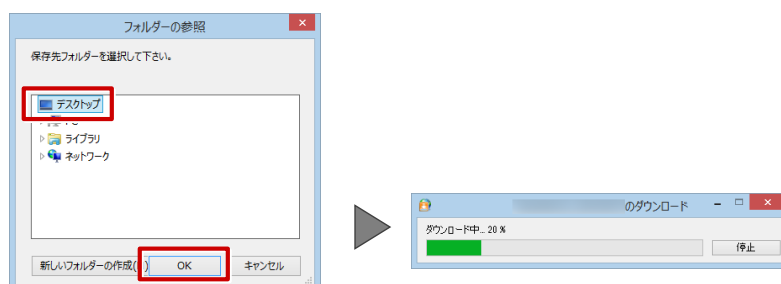 フォルダーの参照
保存先フォルダーを選択して下さい。
デスクトップ
ライブラリ
ネットワーク
新しいフォルダーの作成(
OK
キャンセル
のダウンロード
ダウンロード中... 20 %
停止